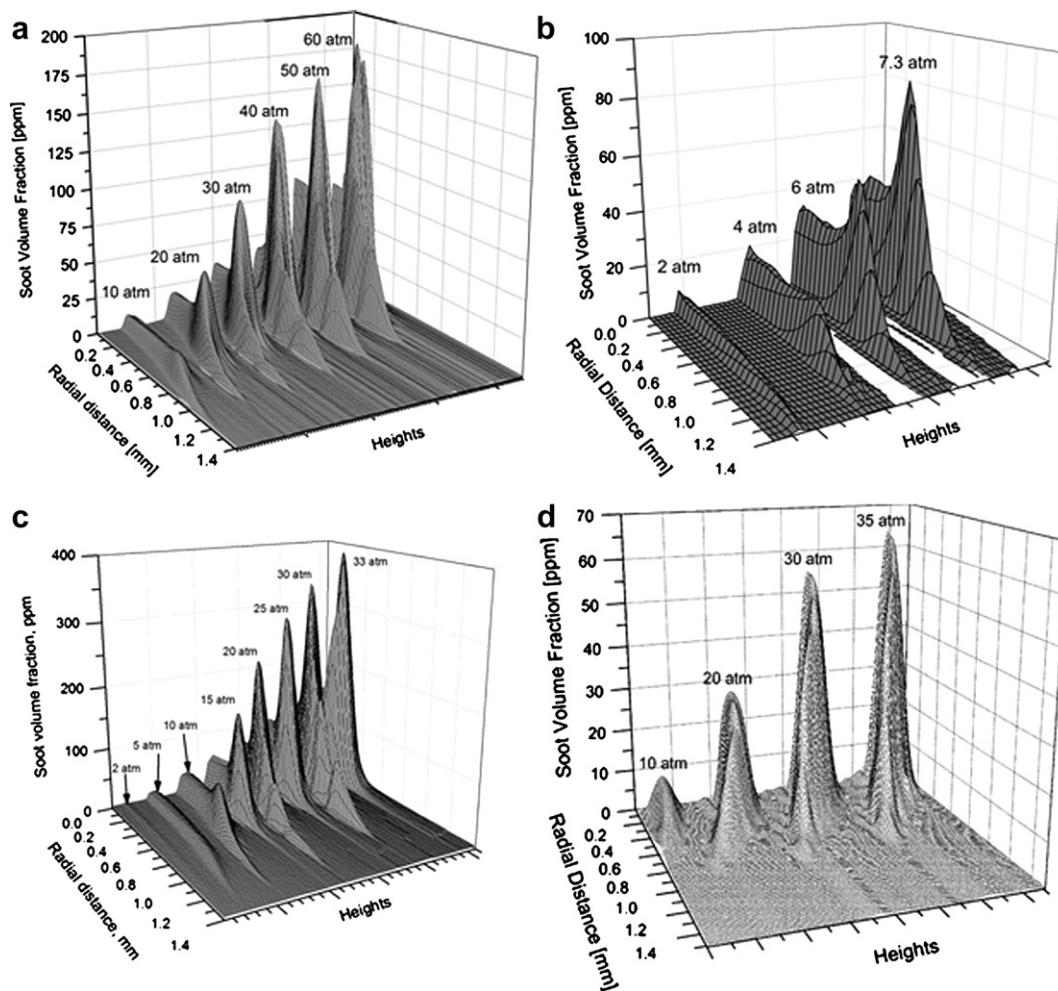 a
200
175
150
125
100
75
50
25
0
Soot Volume Fraction [ppm]
10 atm
20 atm
30 atm
40 atm
50 atm
60 atm
0.2
0.4
0.6
0.8
1.0
1.2
1.4
Radial distance [mm]
Heights
b
100
80
60
40
20
0
Soot Volume Fraction [ppm]
2 atm
4 atm
6 atm
7.3 atm
0.0
0.2
0.4
0.6
0.8
1.0
1.2
1.4
Radial Distance [mm]
Heights
c
400
300
200
100
0
Soot volume fraction, ppm
2 atm
5 atm
10 atm
15 atm
20 atm
25 atm
30 atm
33 atm
0.0
0.2
0.4
0.6
0.8
1.0
1.2
1.4
Radial distance, mm
Heights
d
70
60
50
40
30
20
10
0
Soot Volume Fraction [ppm]
10 atm
20 atm
30 atm
35 atm
0.2
0.4
0.6
0.8
1.0
1.2
1.4
Radial Distance [mm]
Heights